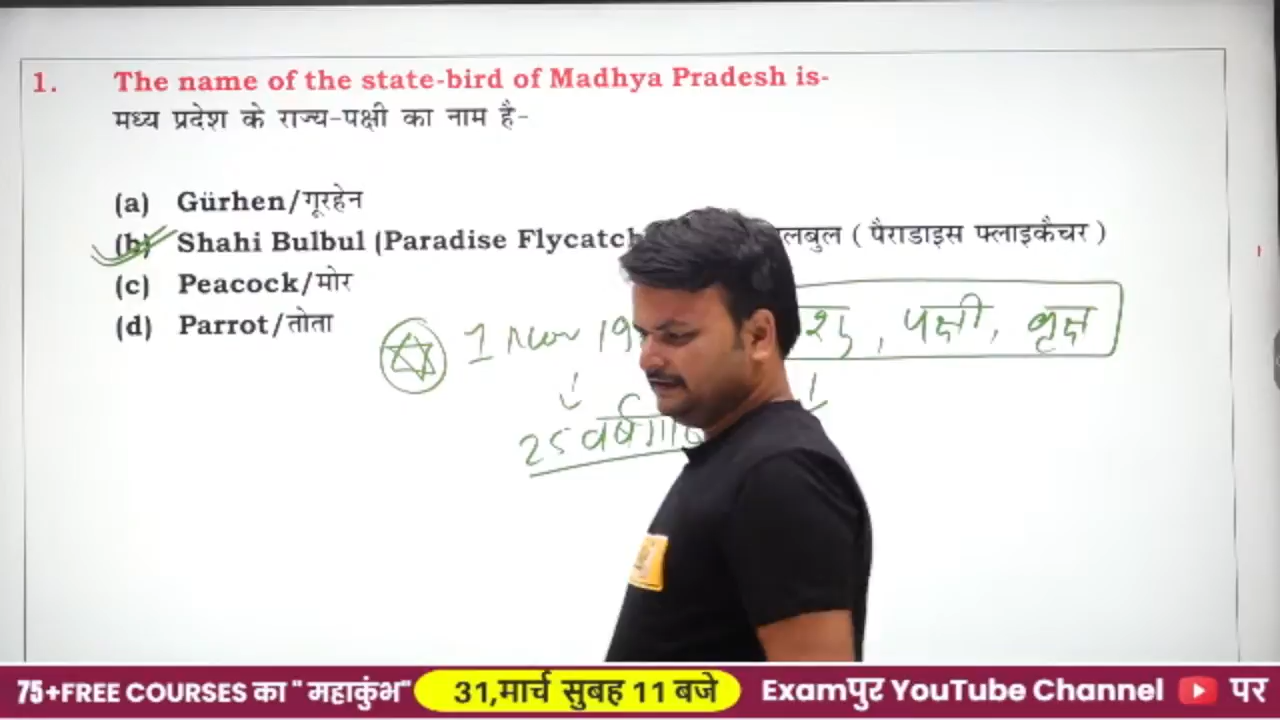 1. The name of the state-bird of Madhya Pradesh is-
मध्य प्रदेश के राज्य-पक्षी का नाम है-
(a) Gürhen/गूरहेन
(b) Shahi Bulbul (Paradise Flycatch लबुल ( पैराडाइस फ्लाइकैचर )
(c) Peacock/मोर
(d) Parrot/तोता
1 Nov 19 , पक्षी, वृक्ष
25
75+FREE COURSES का " महाकुंभ" 31,मार्च सुबह 11 बजे Examपुर YouTube Channel पर